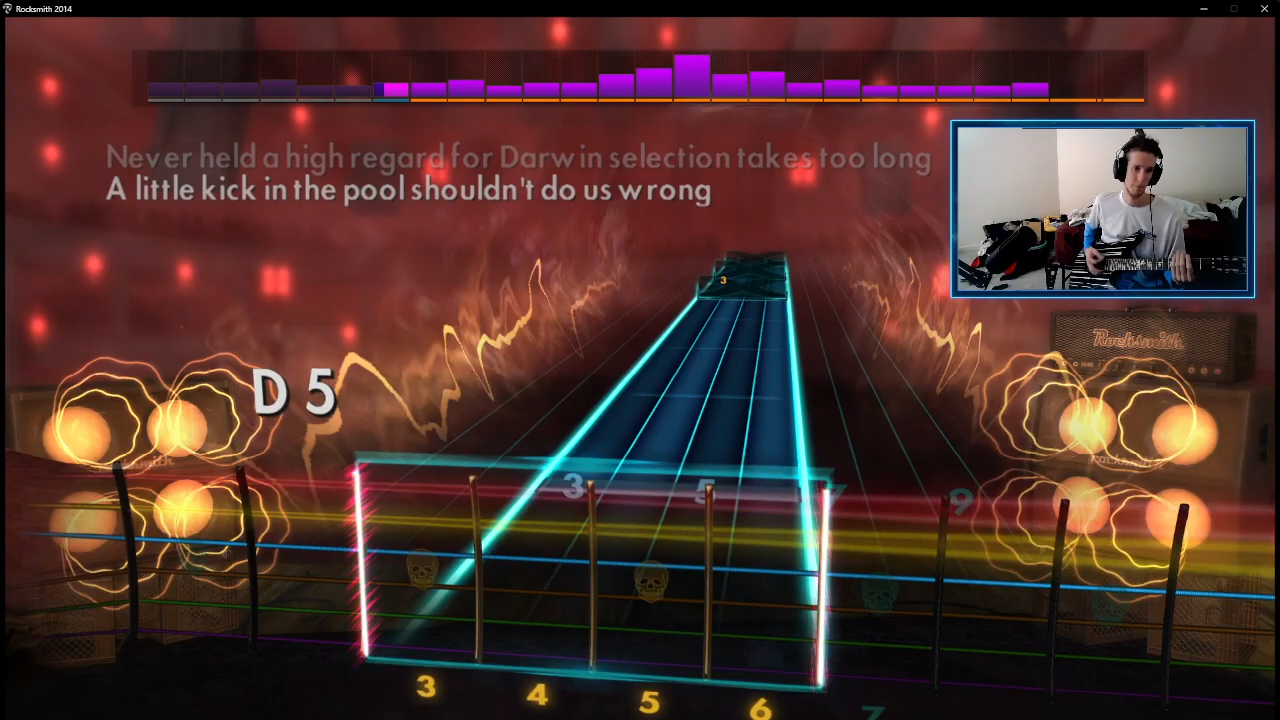 Rocksmith 2014
Never held a high regard for Darwin selection takes too long
A little kick in the pool shouldn't do us wrong
3
Rocksmith
D 5
3 5 7 9
3 4 5 6 7